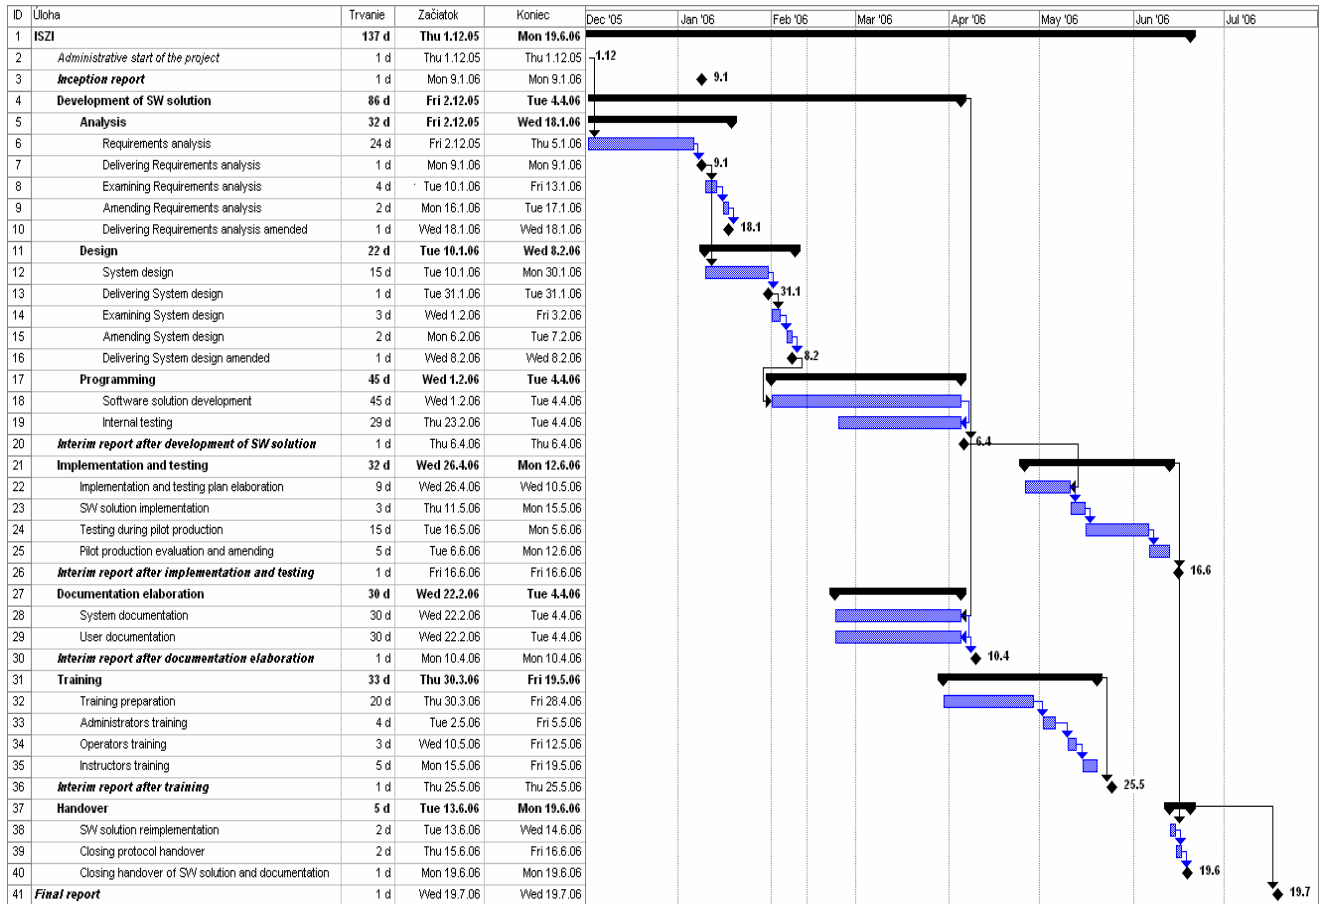 ID Úloha Trvanie Začiatok Koniec Dec '05 Jan '06 Feb '06 Mar '06 Apr '06 May '06 Jun '06 Jul '06
1 ISZI 137 d Thu 1.12.05 Mon 19.6.06
2 Administrative start of the project 1 d Thu 1.12.05 Thu 1.12.05 1.12
3 Inception report 1 d Mon 9.1.06 Mon 9.1.06 9.1
4 Development of SW solution 86 d Fri 2.12.05 Tue 4.4.06
5 Analysis 32 d Fri 2.12.05 Wed 18.1.06
6 Requirements analysis 24 d Fri 2.12.05 Thu 5.1.06
7 Delivering Requirements analysis 1 d Mon 9.1.06 Mon 9.1.06 9.1
8 Examining Requirements analysis 4 d Tue 10.1.06 Fri 13.1.06
9 Amending Requirements analysis 2 d Mon 16.1.06 Tue 17.1.06
10 Delivering Requirements analysis amended 1 d Wed 18.1.06 Wed 18.1.06 18.1
11 Design 22 d Tue 10.1.06 Wed 8.2.06
12 System design 15 d Tue 10.1.06 Mon 30.1.06
13 Delivering System design 1 d Tue 31.1.06 Tue 31.1.06 31.1
14 Examining System design 3 d Wed 1.2.06 Fri 3.2.06
15 Amending System design 2 d Mon 6.2.06 Tue 7.2.06
16 Delivering System design amended 1 d Wed 8.2.06 Wed 8.2.06 8.2
17 Programming 45 d Wed 1.2.06 Tue 4.4.06
18 Software solution development 45 d Wed 1.2.06 Tue 4.4.06
19 Internal testing 29 d Thu 23.2.06 Tue 4.4.06
20 Interim report after development of SW solution 1 d Thu 6.4.06 Thu 6.4.06 6.4
21 Implementation and testing 32 d Wed 26.4.06 Mon 12.6.06
22 Implementation and testing plan elaboration 9 d Wed 26.4.06 Wed 10.5.06
23 SW solution implementation 3 d Thu 11.5.06 Mon 15.5.06
24 Testing during pilot production 15 d Tue 16.5.06 Mon 5.6.06
25 Pilot production evaluation and amending 5 d Tue 6.6.06 Mon 12.6.06
26 Interim report after implementation and testing 1 d Fri 16.6.06 Fri 16.6.06 16.6
27 Documentation elaboration 30 d Wed 22.2.06 Tue 4.4.06
28 System documentation 30 d Wed 22.2.06 Tue 4.4.06
29 User documentation 30 d Wed 22.2.06 Tue 4.4.06
30 Interim report after documentation elaboration 1 d Mon 10.4.06 Mon 10.4.06 10.4
31 Training 33 d Thu 30.3.06 Fri 19.5.06
32 Training preparation 20 d Thu 30.3.06 Fri 28.4.06
33 Administrators training 4 d Tue 2.5.06 Fri 5.5.06
34 Operators training 3 d Wed 10.5.06 Fri 12.5.06
35 Instructors training 5 d Mon 15.5.06 Fri 19.5.06
36 Interim report after training 1 d Thu 25.5.06 Thu 25.5.06 25.5
37 Handover 5 d Tue 13.6.06 Mon 19.6.06
38 SW solution reimplementation 2 d Tue 13.6.06 Wed 14.6.06
39 Closing protocol handover 2 d Thu 15.6.06 Fri 16.6.06
40 Closing handover of SW solution and documentation 1 d Mon 19.6.06 Mon 19.6.06 19.6
41 Final report 1 d Wed 19.7.06 Wed 19.7.06 19.7